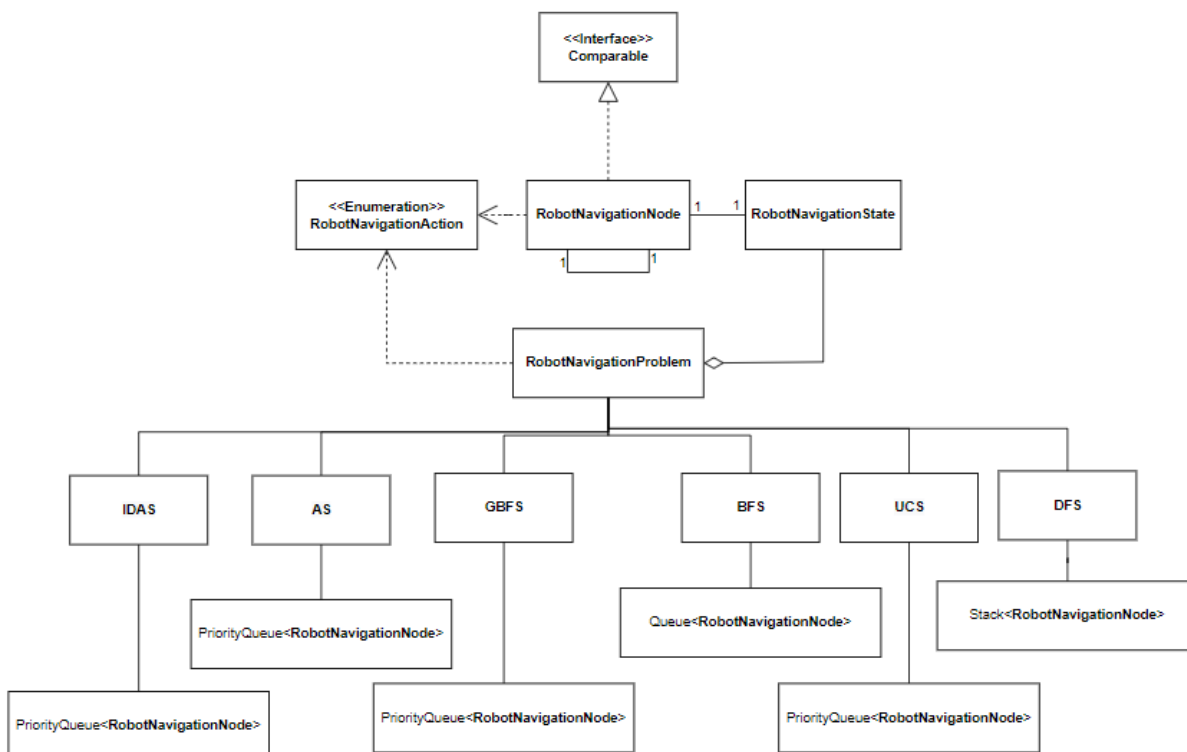 <<Interface>>
Comparable
<<Enumeration>>
RobotNavigationAction
RobotNavigationNode
1
1
RobotNavigationState
1
1
RobotNavigationProblem
IDAS
AS
GBFS
BFS
UCS
DFS
PriorityQueue<RobotNavigationNode>
Queue<RobotNavigationNode>
Stack<RobotNavigationNode>
PriorityQueue<RobotNavigationNode>
PriorityQueue<RobotNavigationNode>
PriorityQueue<RobotNavigationNode>